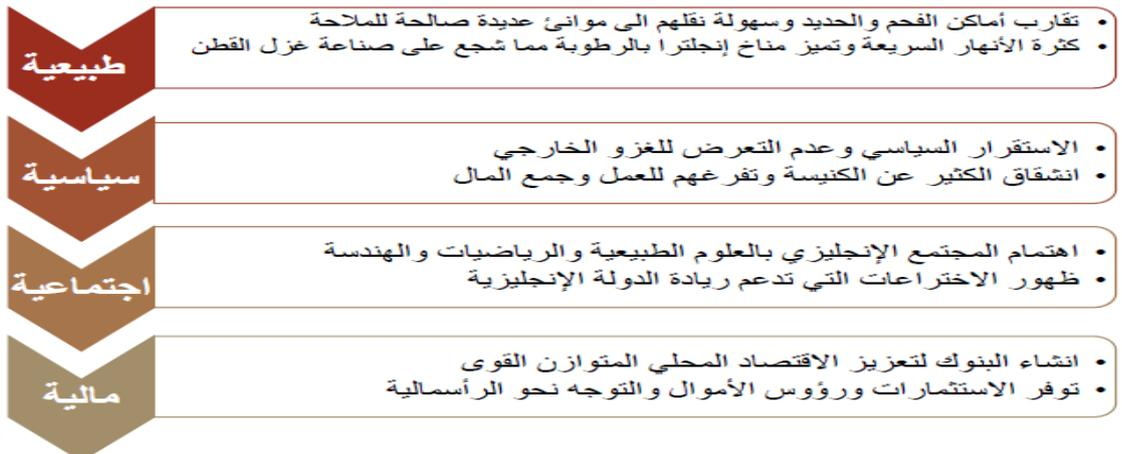 طبيعية
• تقارب أماكن الفحم والحديد وسهولة نقلهم الى موانئ عديدة صالحة للملاحة
• كثرة الأنهار السريعة وتميز مناخ إنجلترا بالرطوبة مما شجع على صناعة غزل القطن
سياسية
• الاستقرار السياسي وعدم التعرض للغزو الخارجي
• انشقاق الكثير عن الكنيسة وتفرغهم للعمل وجمع المال
اجتماعية
• اهتمام المجتمع الإنجليزي بالعلوم الطبيعية والرياضيات والهندسة
• ظهور الاختراعات التي تدعم ريادة الدولة الإنجليزية
مالية
• انشاء البنوك لتعزيز الاقتصاد المحلي المتوازن القوى
• توفر الاستثمارات ورؤوس الأموال والتوجه نحو الرأسمالية